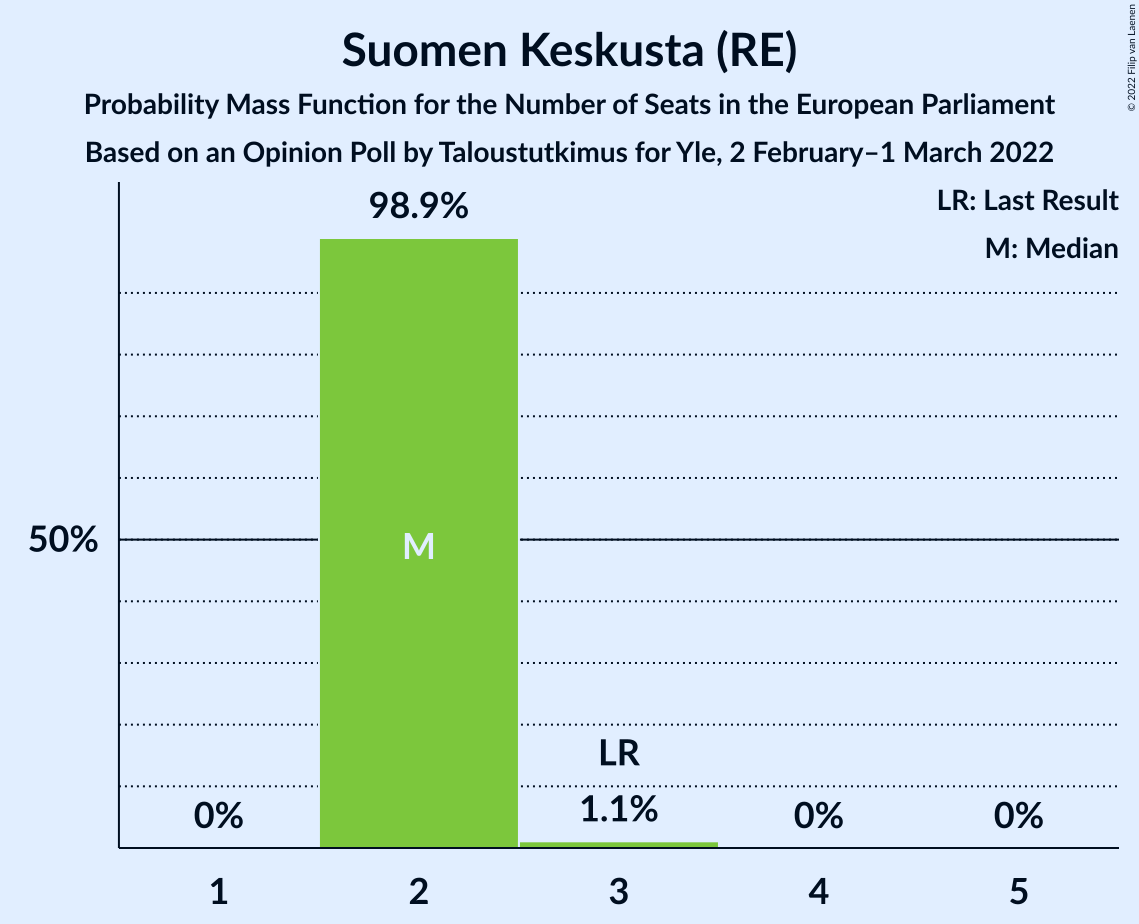 Suomen Keskusta (RE)
Probability Mass Function for the Number of Seats in the European Parliament
Based on an Opinion Poll by Taloustutkimus for Yle, 2 February–1 March 2022
© 2022 Filip van Laenen
LR: Last Result
M: Median
98.9%
50%
M
LR
0%
1.1%
0%
0%
1
2
3
4
5